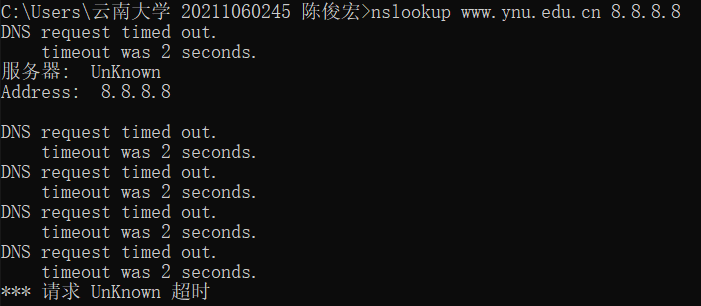 C:\Users\云南大学 20211060245 陈俊宏>nslookup www.ynu.edu.cn 8.8.8.8
DNS request timed out.
    timeout was 2 seconds.
服务器:  UnKnown
Address:  8.8.8.8

DNS request timed out.
    timeout was 2 seconds.
DNS request timed out.
    timeout was 2 seconds.
DNS request timed out.
    timeout was 2 seconds.
DNS request timed out.
    timeout was 2 seconds.
*** 请求 UnKnown 超时